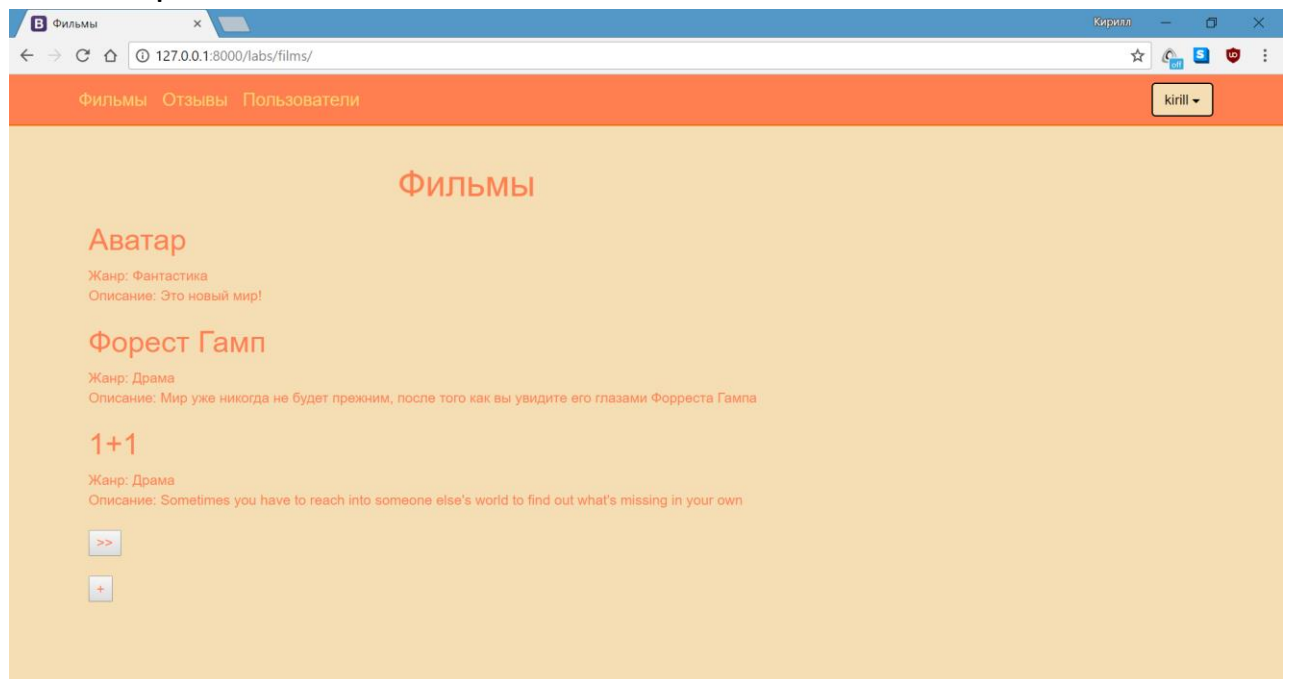 Фильмы
Кирилл
127.0.0.1:8000/labs/films/
off
S
Фильмы Отзывы Пользователи
kirill
Фильмы
Аватар
Жанр: Фантастика
Описание: Это новый мир!
Форест Гамп
Жанр: Драма
Описание: Мир уже никогда не будет прежним, после того как вы увидите его глазами Форреста Гампа
1+1
Жанр: Драма
Описание: Sometimes you have to reach into someone else's world to find out what's missing in your own
>>
+